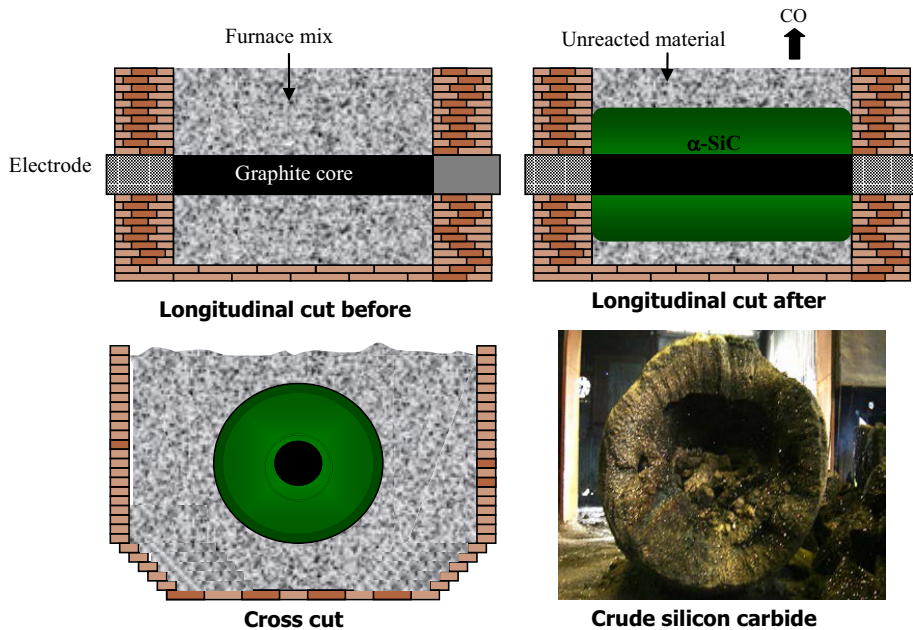 CO
Furnace mix
Unreacted material
α-SiC
Electrode
Graphite core
Longitudinal cut before
Longitudinal cut after
Cross cut
Crude silicon carbide